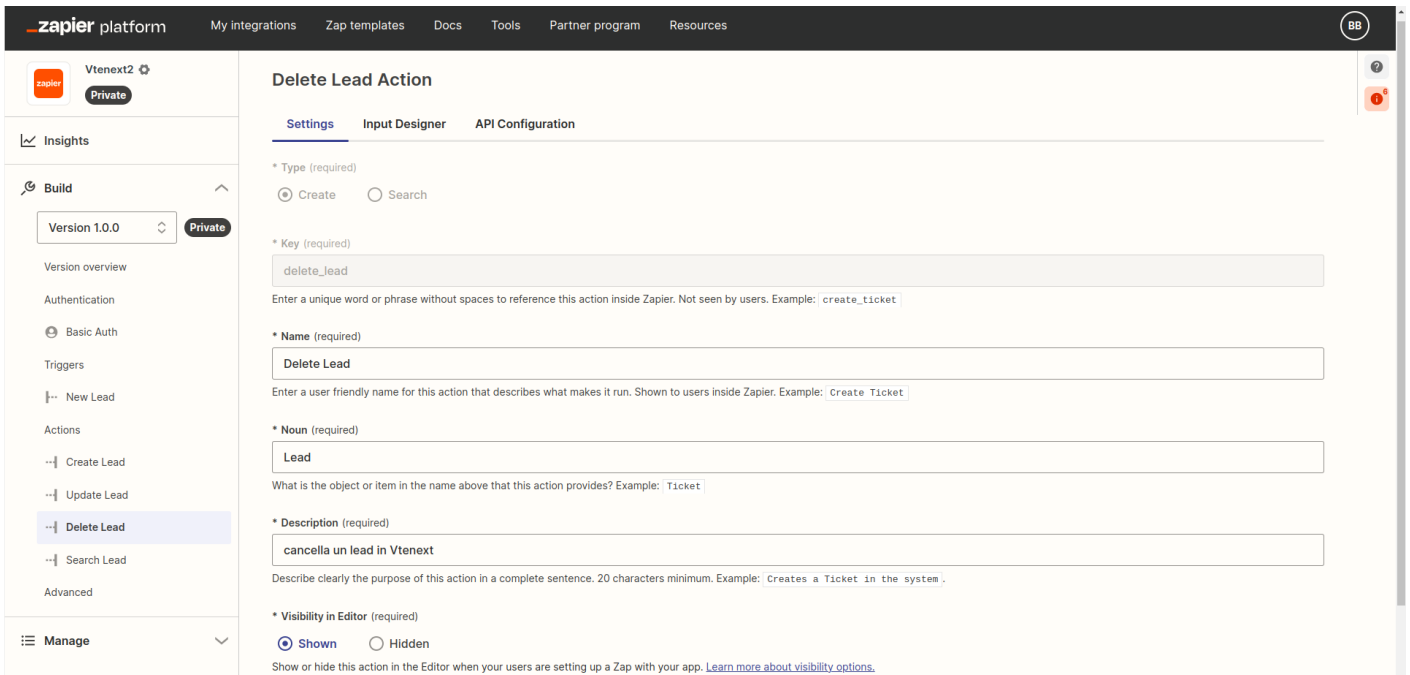 _zapier platform My integrations Zap templates Docs Tools Partner program Resources BB
zapier
Vtenext2
Private
Insights
Build
Version 1.0.0 Private
Version overview
Authentication
Basic Auth
Triggers
New Lead
Actions
Create Lead
Update Lead
Delete Lead
Search Lead
Advanced
Manage
Delete Lead Action
Settings Input Designer API Configuration
* Type (required)
Create Search
* Key (required)
delete_lead
Enter a unique word or phrase without spaces to reference this action inside Zapier. Not seen by users. Example: create_ticket
* Name (required)
Delete Lead
Enter a user friendly name for this action that describes what makes it run. Shown to users inside Zapier. Example: Create Ticket
* Noun (required)
Lead
What is the object or item in the name above that this action provides? Example: Ticket
* Description (required)
cancella un lead in Vtenext
Describe clearly the purpose of this action in a complete sentence. 20 characters minimum. Example: Creates a Ticket in the system.
* Visibility in Editor (required)
Shown Hidden
Show or hide this action in the Editor when your users are setting up a Zap with your app. Learn more about visibility options.
?
6